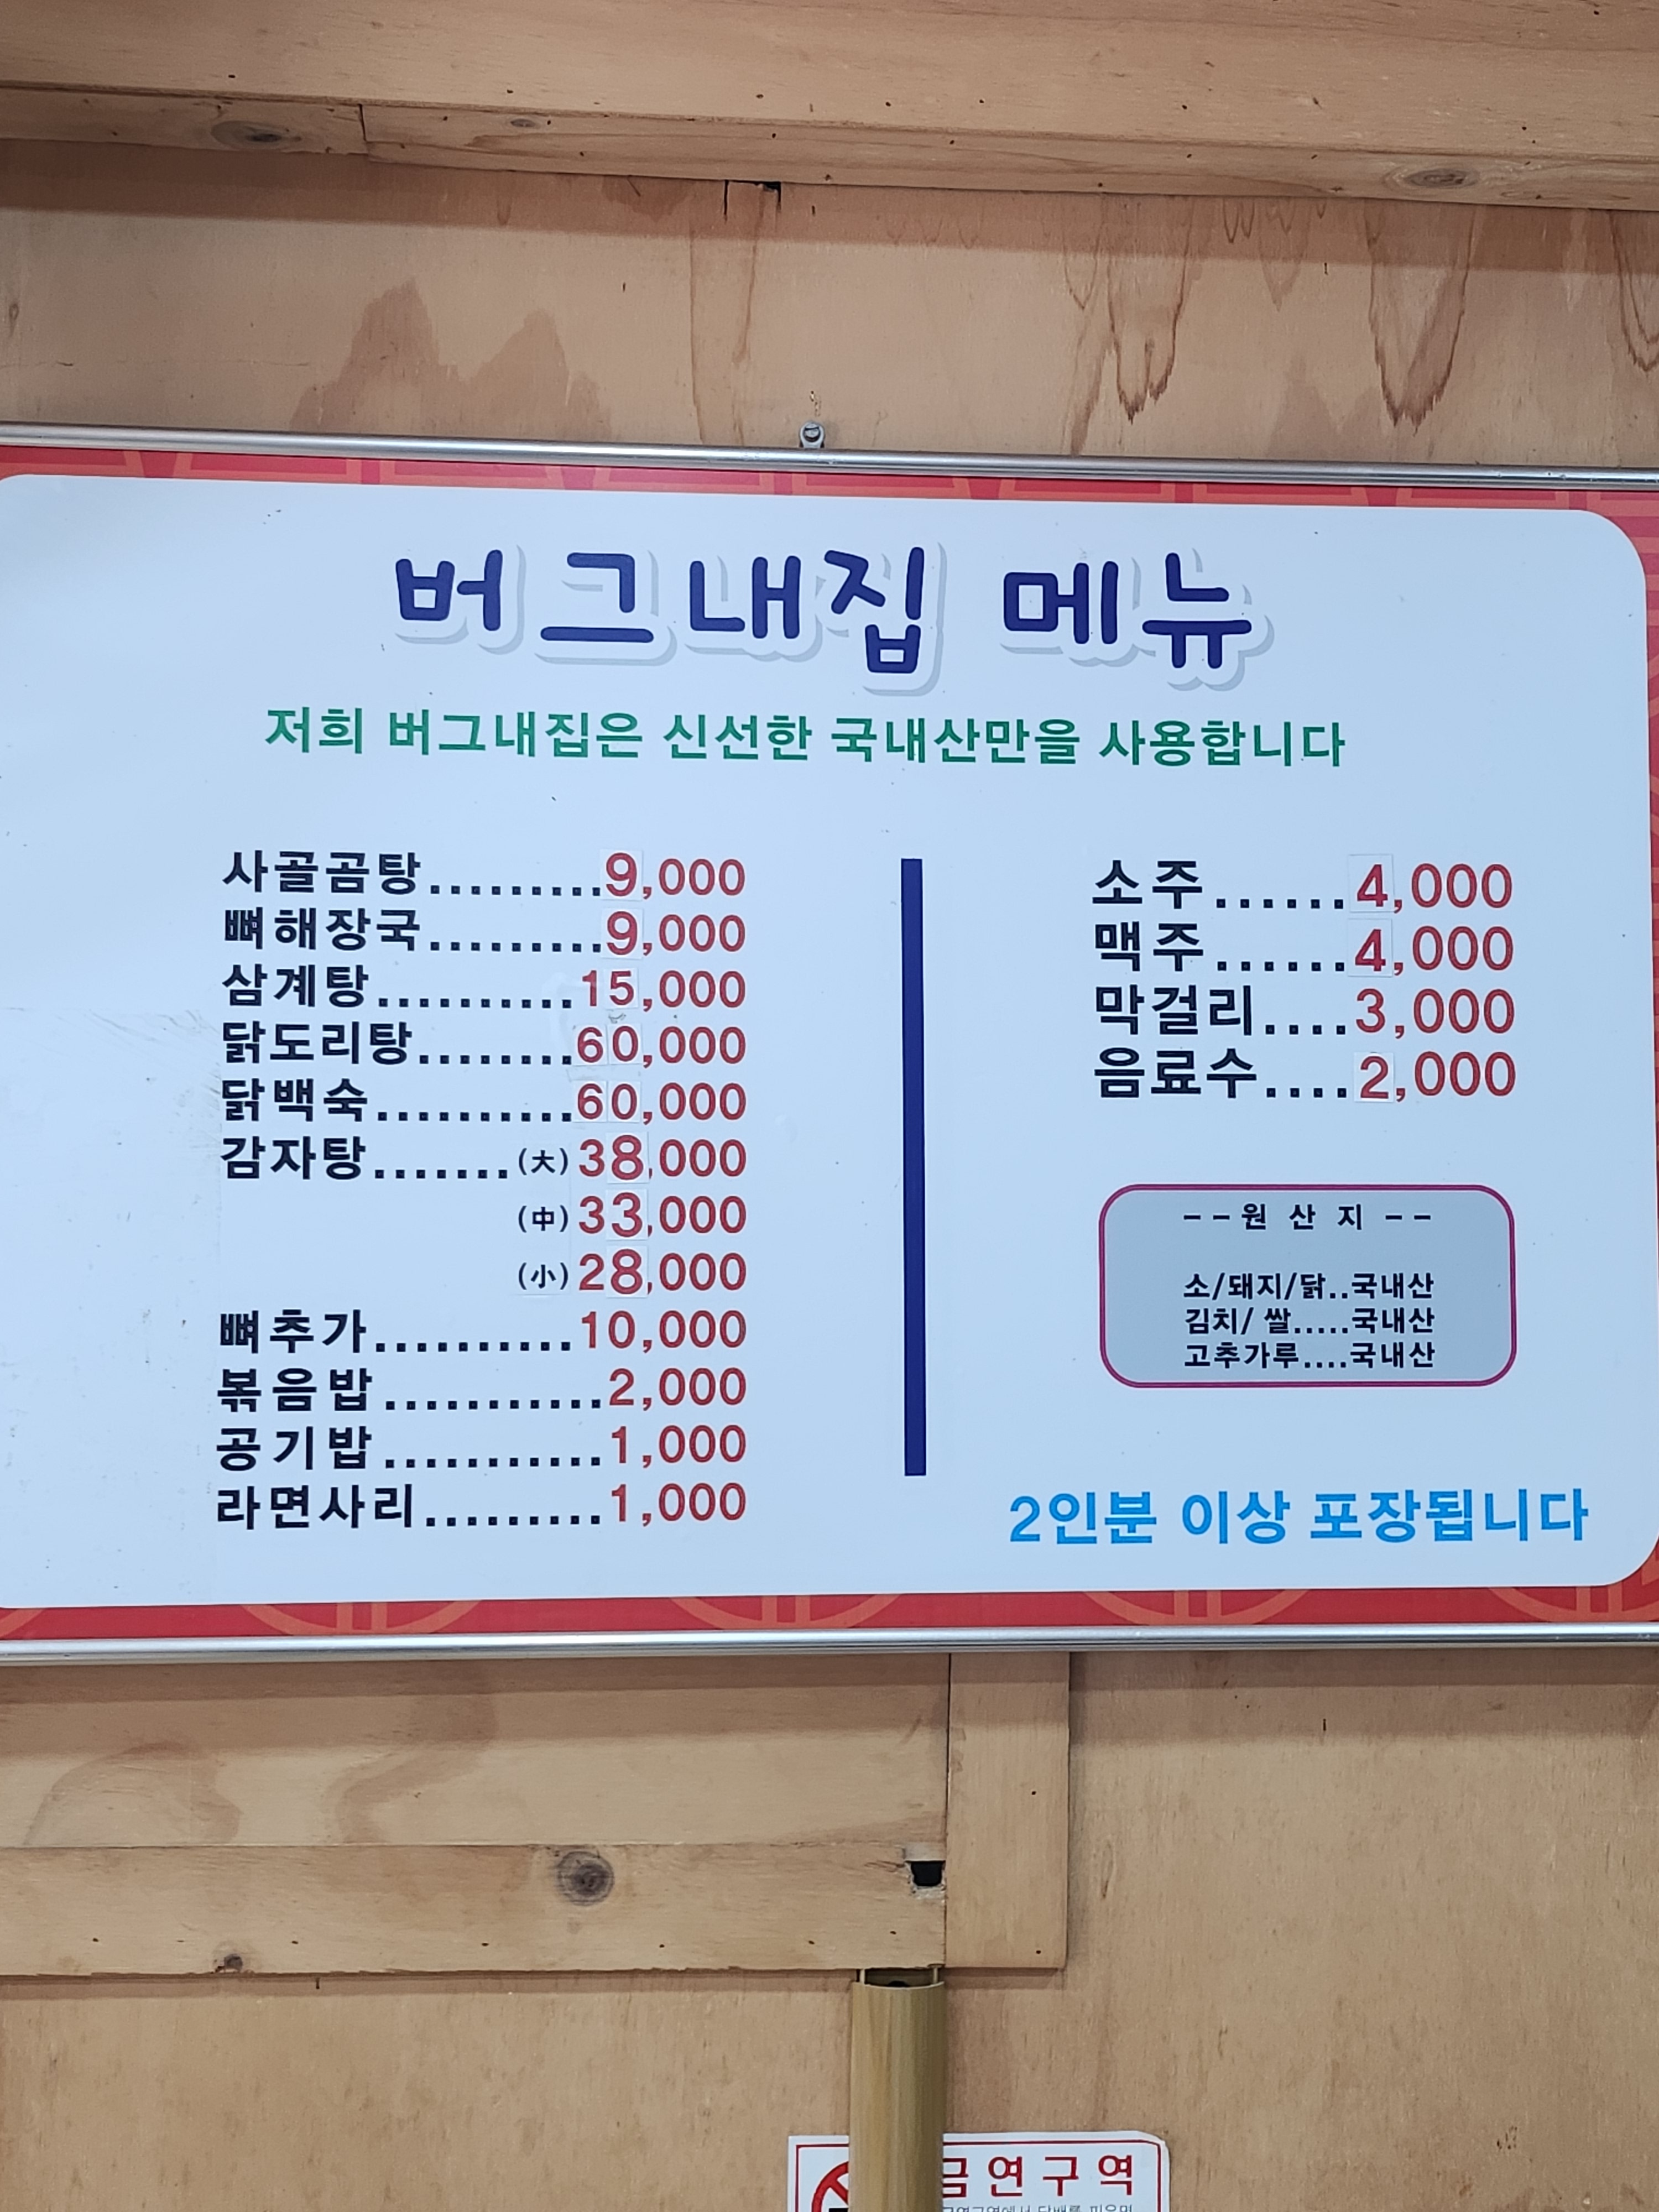 버그내집 메뉴
저희 버그내집은 신선한 국내산만을 사용합니다
사골곰탕.........9,000
뼈해장국.........9,000
삼계탕..........15,000
닭도리탕........60,000
닭백숙..........60,000
감자탕.......(大)38,000
(中)33,000
(小)28,000
뼈추가..........10,000
볶음밥...........2,000
공기밥...........1,000
라면사리.........1,000
소주......4,000
맥주......4,000
막걸리....3,000
음료수....2,000
--원 산 지 --
소/돼지/닭..국내산
김치/ 쌀.....국내산
고추가루....국내산
2인분 이상 포장됩니다
금연구역